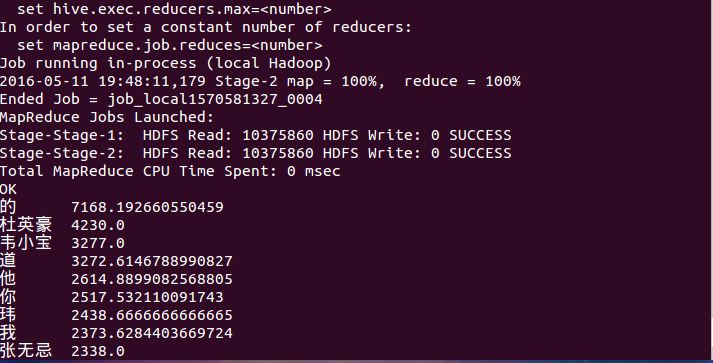 set hive.exec.reducers.max=<number>
In order to set a constant number of reducers:
set mapreduce.job.reduces=<number>
Job running in-process (local Hadoop)
2016-05-11 19:48:11,179 Stage-2 map = 100%,  reduce = 100%
Ended Job = job_local1570581327_0004
MapReduce Jobs Launched:
Stage-Stage-1:  HDFS Read: 10375860 HDFS Write: 0 SUCCESS
Stage-Stage-2:  HDFS Read: 10375860 HDFS Write: 0 SUCCESS
Total MapReduce CPU Time Spent: 0 msec
OK
的 7168.192660550459
杜英豪 4230.0
韦小宝 3277.0
道 3272.6146788990827
他 2614.8899082568805
你 2517.532110091743
玮 2438.6666666666665
我 2373.6284403669724
张无忌 2338.0